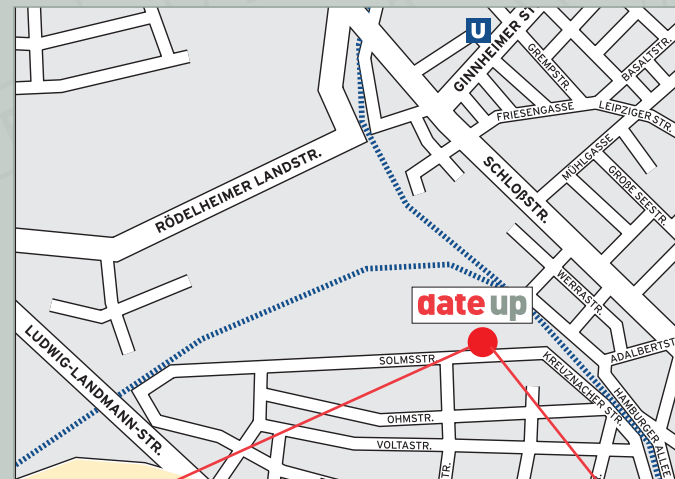 U
GINNHEIMER ST
GREMPSTR.
BASALTSTR.
FRIESENGASSE
LEIPZIGER STR.
MÜHLGASSE
GROẞE SEESTR.
SCHLOẞSTR.
RÖDELHEIMER LANDSTR.
WERRASTR.
date up
ADALBERTST
LUDWIG-LANDMANN-STR.
SOLMSSTR
KREUZNACHER STR.
HAMBURGER ALLEE
OHMSTR.
VOLTASTR.
TR.